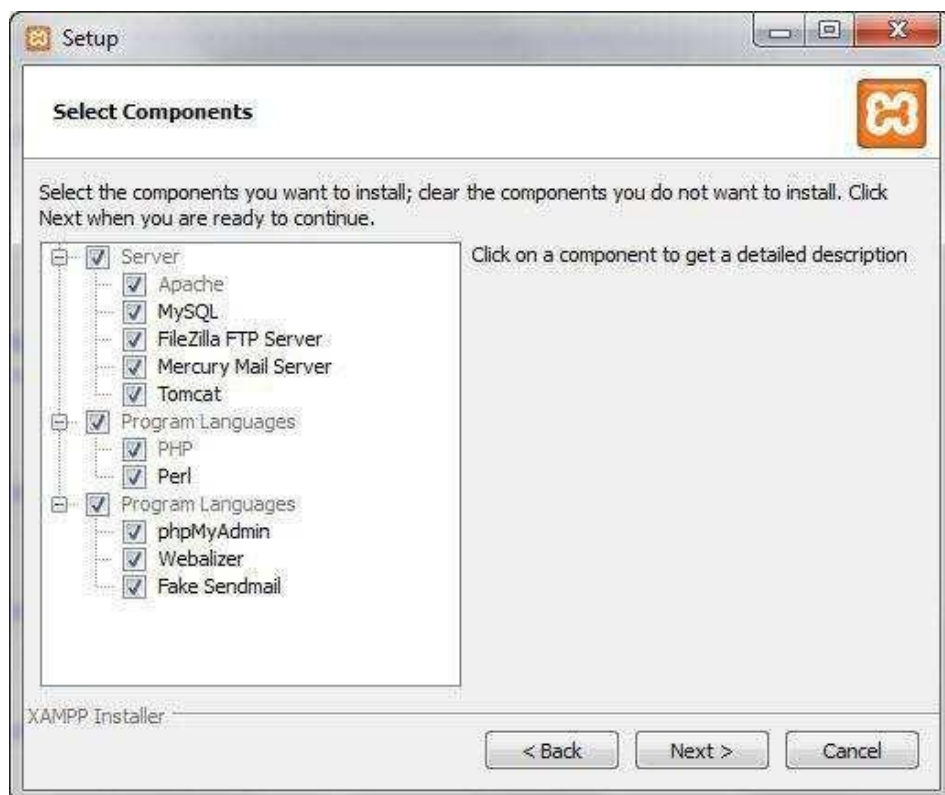 Setup
Select Components
Select the components you want to install; clear the components you do not want to install. Click
Next when you are ready to continue.
Server
Apache
MySQL
FileZilla FTP Server
Mercury Mail Server
Tomcat
Program Languages
PHP
Perl
Program Languages
phpMyAdmin
Webalizer
Fake Sendmail
Click on a component to get a detailed description
XAMPP Installer
< Back
Next >
Cancel